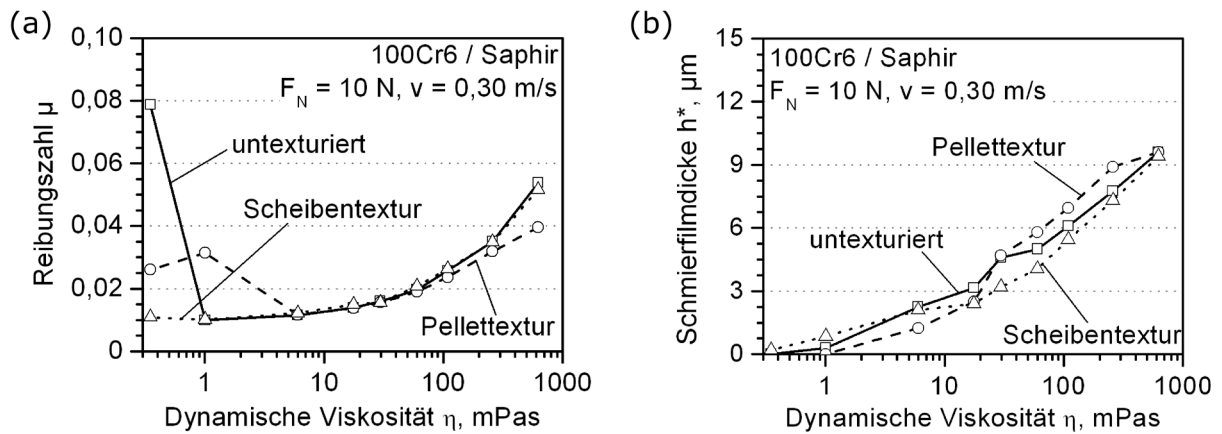 (a)
0,10
0,08
0,06
0,04
0,02
0
Reibungszahl µ
100Cr6 / Saphir
F_N = 10 N, v = 0,30 m/s
untexturiert
Scheibentextur
Pellettextur
1
10
100
1000
Dynamische Viskosität η, mPas
(b)
15
12
9
6
3
0
Schmierfilmdicke h*, µm
100Cr6 / Saphir
F_N = 10 N, v = 0,30 m/s
Pellettextur
untexturiert
Scheibentextur
1
10
100
1000
Dynamische Viskosität η, mPas